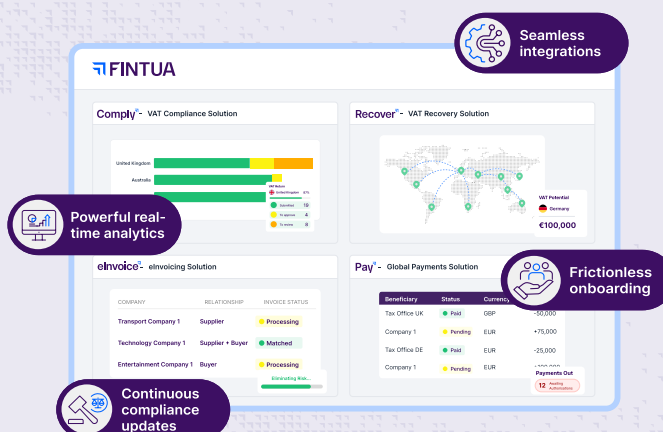 Seamless
integrations
FINTUA
Comply - VAT Compliance Solution
United Kingdom
Australia
VAT Return
United Kingdom
Submitted 19
To approve 4
To review 8
Powerful real-
time analytics
Recover - VAT Recovery Solution
VAT Potential
Germany
€100,000
eInvoice - eInvoicing Solution
COMPANY RELATIONSHIP INVOICE STATUS
Transport Company 1 Supplier Processing
Technology Company 1 Supplier + Buyer Matched
Entertainment Company 1 Buyer Processing
Eliminating Risk...
Pay - Global Payments Solution
Beneficiary Status Currency
Tax Office UK Paid GBP -50,000
Company 1 Pending EUR +75,000
Tax Office DE Paid EUR -25,000
Company 1 Pending EUR
Payments Out
12 Awaiting
Authorisations
Frictionless
onboarding
Continuous
compliance
updates